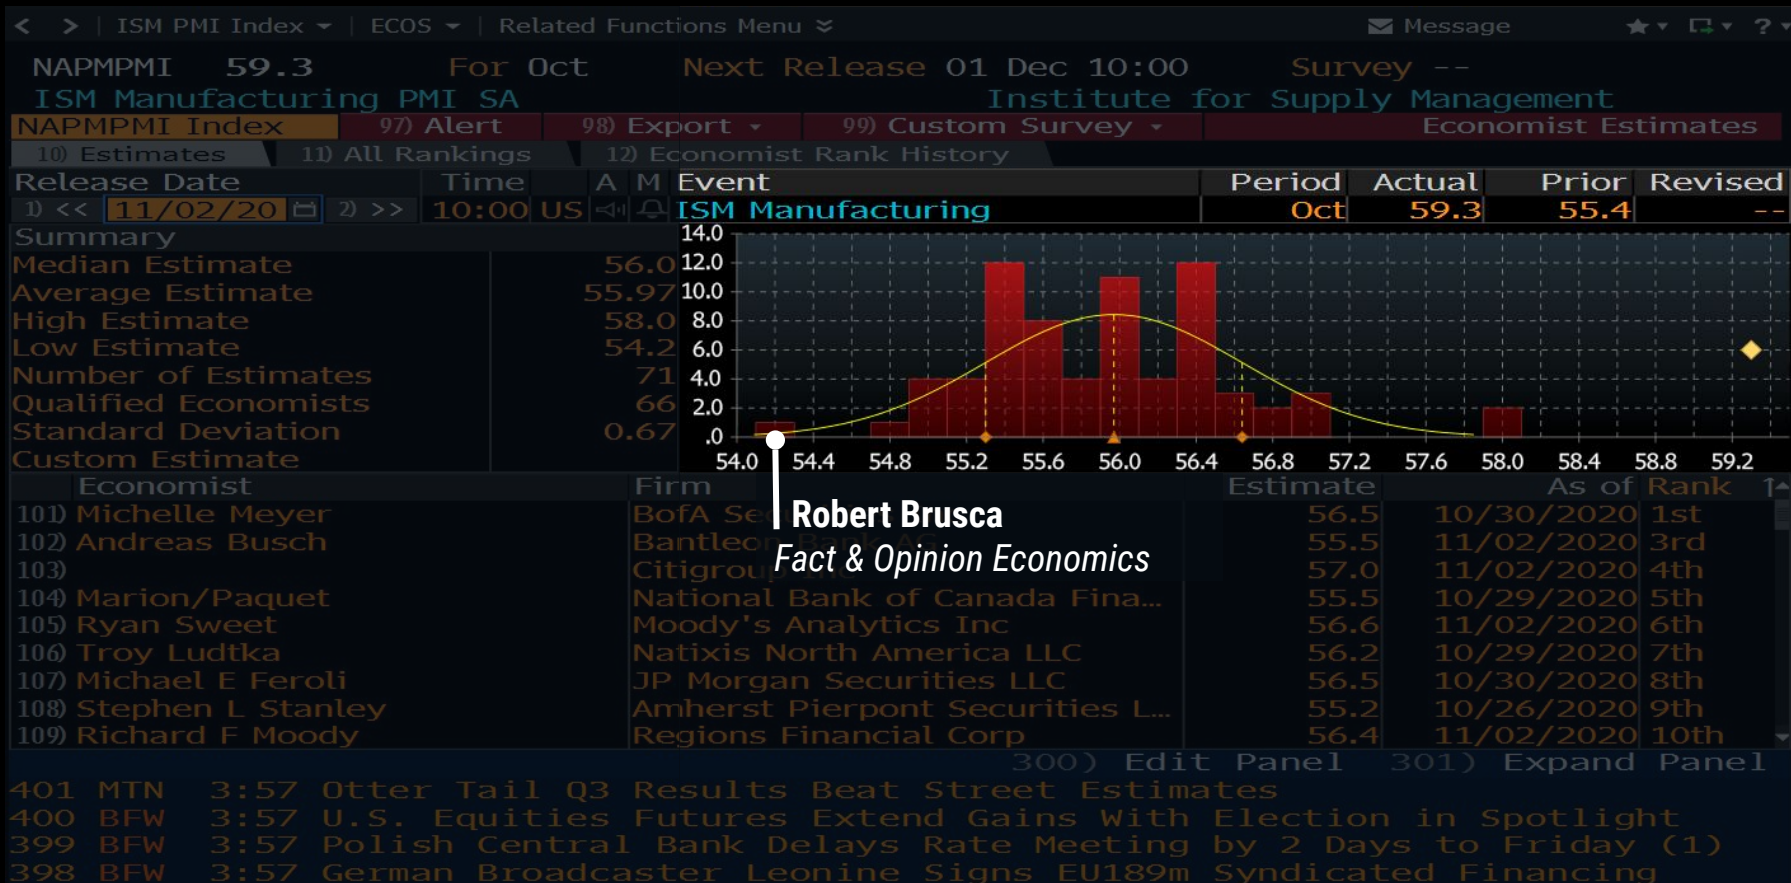 < > ISM PMI Index ECOS Related Functions Menu Message ?
NAPMPMI 59.3 For Oct Next Release 01 Dec 10:00 Survey --
ISM Manufacturing PMI SA Institute for Supply Management
NAPMPMI Index 97) Alert 98) Export 99) Custom Survey Economist Estimates
10) Estimates 11) All Rankings 12) Economist Rank History
Release Date Time A M Event Period Actual Prior Revised
1) << 11/02/20 2) >> 10:00 US ISM Manufacturing Oct 59.3 55.4 --
Summary
Median Estimate 56.0
Average Estimate 55.97
High Estimate 58.0
Low Estimate 54.2
Number of Estimates 71
Qualified Economists 66
Standard Deviation 0.67
Custom Estimate
14.0
12.0
10.0
8.0
6.0
4.0
2.0
.0
54.0 54.4 54.8 55.2 55.6 56.0 56.4 56.8 57.2 57.6 58.0 58.4 58.8 59.2
Robert Brusca
Fact & Opinion Economics
Economist Firm Estimate As of Rank
101) Michelle Meyer BofA 56.5 10/30/2020 1st
102) Andreas Busch Bantleon Bank AG 55.5 11/02/2020 3rd
103) Citigroup Inc 57.0 11/02/2020 4th
104) Marion/Paquet National Bank of Canada Fina... 55.5 10/29/2020 5th
105) Ryan Sweet Moody's Analytics Inc 56.6 11/02/2020 6th
106) Troy Ludtka Natixis North America LLC 56.2 10/29/2020 7th
107) Michael E Feroli JP Morgan Securities LLC 56.5 10/30/2020 8th
108) Stephen L Stanley Amherst Pierpont Securities L... 55.2 10/26/2020 9th
109) Richard F Moody Regions Financial Corp 56.4 11/02/2020 10th
300) Edit Panel 301) Expand Panel
401 MTN 3:57 Otter Tail Q3 Results Beat Street Estimates
400 BFW 3:57 U.S. Equities Futures Extend Gains With Election in Spotlight
399 BFW 3:57 Polish Central Bank Delays Rate Meeting by 2 Days to Friday (1)
398 BFW 3:57 German Broadcaster Leonine Signs EU189m Syndicated Financing